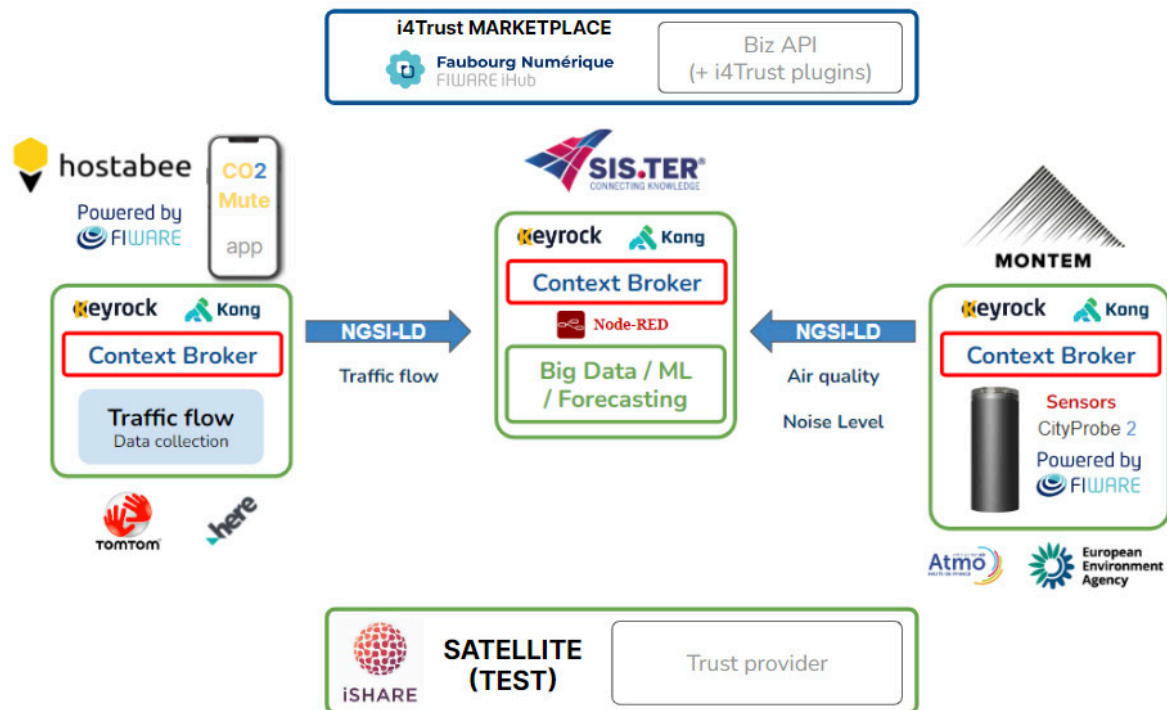 i4Trust MARKETPLACE
Faubourg Numérique
FIWARE iHub
Biz API
(+ i4Trust plugins)
hostabee
Powered by
FIWARE
CO2
Mute
app
SIS.TER®
CONNECTING KNOWLEDGE
MONTEM
Keyrock
Kong
Context Broker
Traffic flow
Data collection
TOMTOM
here
NGSI-LD
Traffic flow
Keyrock
Kong
Context Broker
Node-RED
Big Data / ML
/ Forecasting
NGSI-LD
Air quality
Noise Level
Keyrock
Kong
Context Broker
Sensors
CityProbe 2
Powered by
FIWARE
Atmo
European
Environment
Agency
iSHARE
SATELLITE
(TEST)
Trust provider